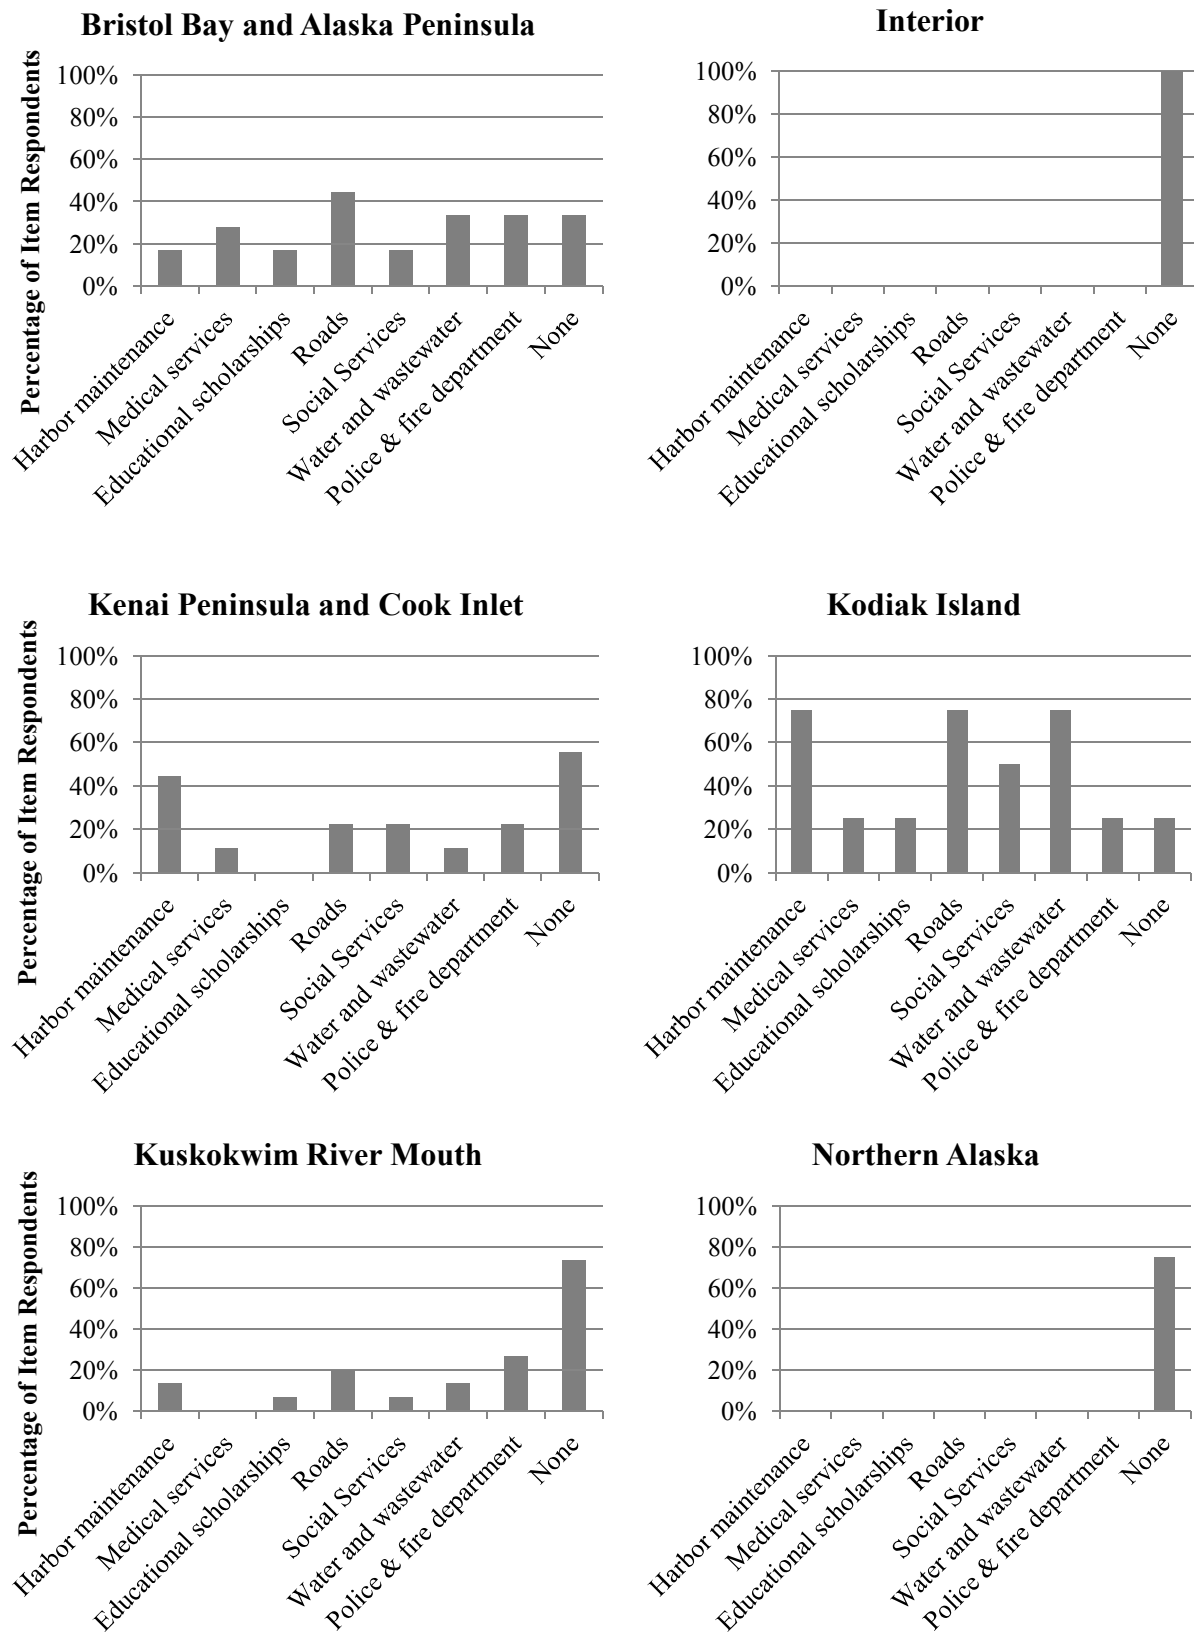 Bristol Bay and Alaska Peninsula
Percentage of Item Respondents
100%
80%
60%
40%
20%
0%
Harbor maintenance
Medical services
Educational scholarships
Roads
Social Services
Water and wastewater
Police & fire department
None
Interior
100%
80%
60%
40%
20%
0%
Harbor maintenance
Medical services
Educational scholarships
Roads
Social Services
Water and wastewater
Police & fire department
None
Kenai Peninsula and Cook Inlet
Percentage of Item Respondents
100%
80%
60%
40%
20%
0%
Harbor maintenance
Medical services
Educational scholarships
Roads
Social Services
Water and wastewater
Police & fire department
None
Kodiak Island
100%
80%
60%
40%
20%
0%
Harbor maintenance
Medical services
Educational scholarships
Roads
Social Services
Water and wastewater
Police & fire department
None
Kuskokwim River Mouth
Percentage of Item Respondents
100%
80%
60%
40%
20%
0%
Harbor maintenance
Medical services
Educational scholarships
Roads
Social Services
Water and wastewater
Police & fire department
None
Northern Alaska
100%
80%
60%
40%
20%
0%
Harbor maintenance
Medical services
Educational scholarships
Roads
Social Services
Water and wastewater
Police & fire department
None